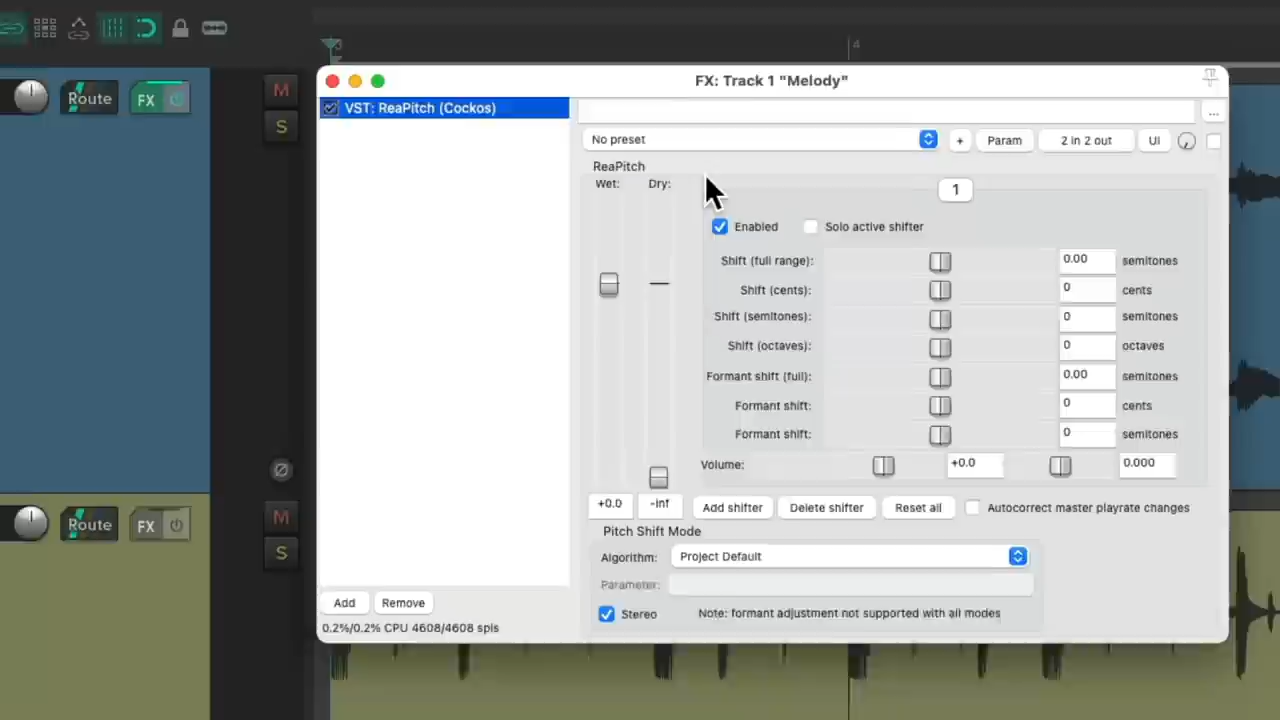 3
4
Route
FX
M
S
FX: Track 1 "Melody"
VST: ReaPitch (Cockos)
...
No preset
+
Param
2 in 2 out
UI
ReaPitch
Wet:
Dry:
1
Enabled
Solo active shifter
Shift (full range):
0.00
semitones
Shift (cents):
0
cents
Shift (semitones):
0
semitones
Shift (octaves):
0
octaves
Formant shift (full):
0.00
semitones
Formant shift:
0
cents
Formant shift:
0
semitones
Volume:
+0.0
0.000
+0.0
-inf
Add shifter
Delete shifter
Reset all
Autocorrect master playrate changes
Pitch Shift Mode
Algorithm:
Project Default
Parameter:
Stereo
Note: formant adjustment not supported with all modes
Add
Remove
0.2%/0.2% CPU 4608/4608 spls
Route
FX
M
S